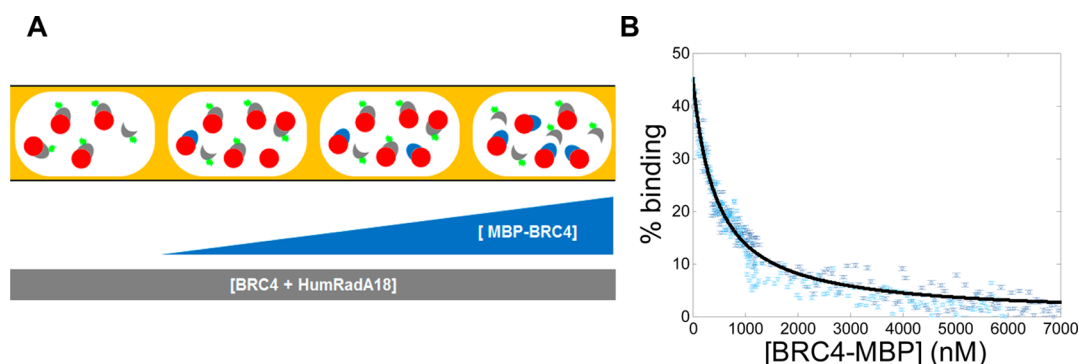 A
B
[ MBP-BRC4]
[BRC4 + HumRadA18]
% binding
50
40
30
20
10
0
0 1000 2000 3000 4000 5000 6000 7000
[BRC4-MBP] (nM)